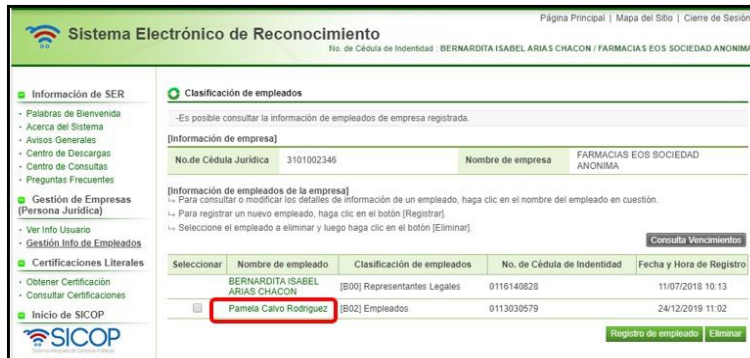 Página Principal | Mapa del Sitio | Cierre de Sesión
Sistema Electrónico de Reconocimiento
No. de Cédula de Indentidad : BERNARDITA ISABEL ARIAS CHACON / FARMACIAS EOS SOCIEDAD ANONIMA
Información de SER
Palabras de Bienvenida
Acerca del Sistema
Avisos Generales
Centro de Descargas
Centro de Consultas
Preguntas Frecuentes
Gestión de Empresas
(Persona Jurídica)
Ver Info Usuario
Gestión Info de Empleados
Certificaciones Literales
Obtener Certificación
Consultar Certificaciones
Inicio de SICOP
SICOP
Clasificación de empleados
-Es posible consultar la información de empleados de empresa registrada.
[Información de empresa]
No.de Cédula Jurídica 3101002346 Nombre de empresa FARMACIAS EOS SOCIEDAD
ANONIMA
[Información de empleados de la empresa]
Para consultar o modificar los detalles de información de un empleado, haga clic en el nombre del empleado en cuestión.
Para registrar un nuevo empleado, haga clic en el botón [Registrar].
Seleccione el empleado a eliminar y luego haga clic en el botón [Eliminar].
Consulta Vencimientos
Seleccionar Nombre de empleado Clasificación de empleados No. de Cédula de Indentidad Fecha y Hora de Registro
BERNARDITA ISABEL
ARIAS CHACON [B00] Representantes Legales 0116140828 11/07/2018 10:13
Pamela Calvo Rodriguez [B02] Empleados 0113030579 24/12/2019 11:02
Registro de empleado Eliminar